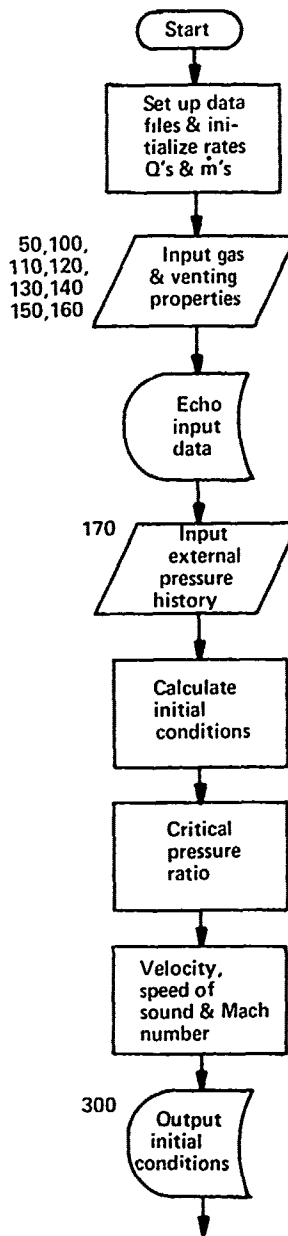 Start
Set up data
files & ini-
tialize rates
Q's & ṁ's
50,100,
110,120,
130,140
150,160
Input gas
& venting
properties
Echo
input
data
170
Input
external
pressure
history
Calculate
initial
conditions
Critical
pressure
ratio
Velocity,
speed of
sound & Mach
number
300
Output
initial
conditions